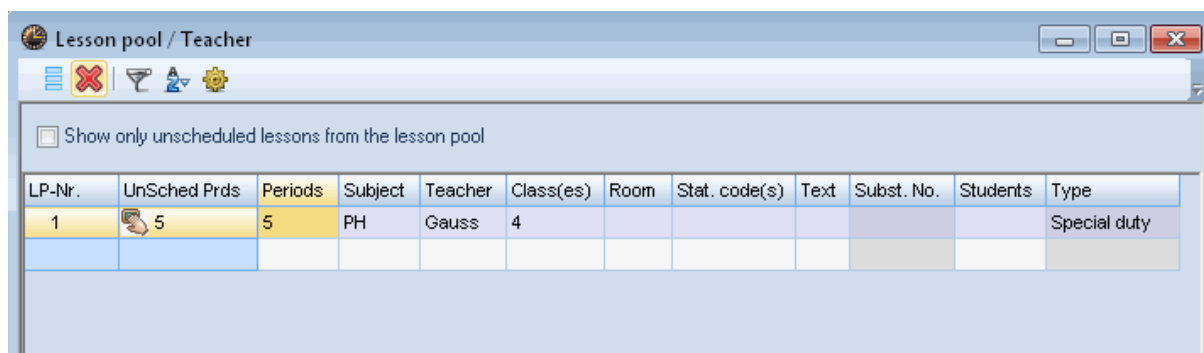 Lesson pool / Teacher
Show only unscheduled lessons from the lesson pool
LP-Nr. UnSched Prds Periods Subject Teacher Class(es) Room Stat. code(s) Text Subst. No. Students Type
1 5 5 PH Gauss 4 Special duty